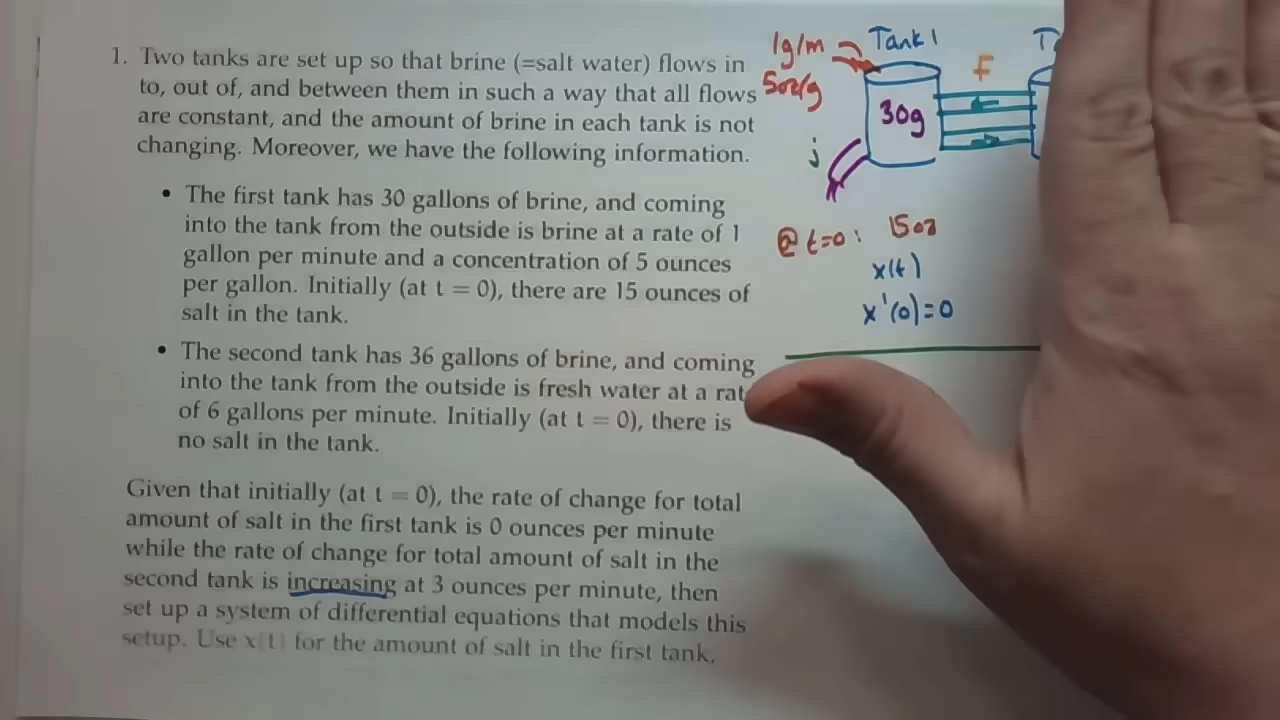 1. Two tanks are set up so that brine (=salt water) flows in
to, out of, and between them in such a way that all flows
are constant, and the amount of brine in each tank is not
changing. Moreover, we have the following information.
• The first tank has 30 gallons of brine, and coming
into the tank from the outside is brine at a rate of 1
gallon per minute and a concentration of 5 ounces
per gallon. Initially (at t = 0), there are 15 ounces of
salt in the tank.
• The second tank has 36 gallons of brine, and coming
into the tank from the outside is fresh water at a rat
of 6 gallons per minute. Initially (at t = 0), there is
no salt in the tank.
Given that initially (at t = 0), the rate of change for total
amount of salt in the first tank is 0 ounces per minute
while the rate of change for total amount of salt in the
second tank is increasing at 3 ounces per minute, then
set up a system of differential equations that models this
setup. Use x(t) for the amount of salt in the first tank,
1g/m
5oz/g
Tank 1
F
30g
j
@ t=0: 15oz
x(t)
x'(0)=0